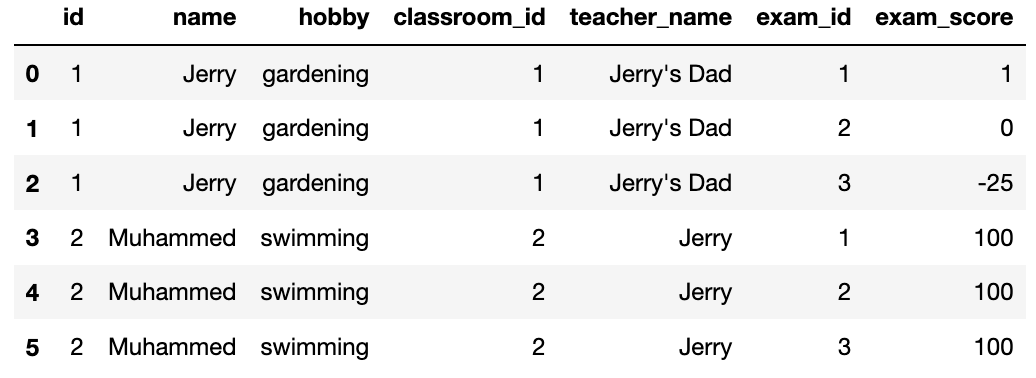 id name hobby classroom_id teacher_name exam_id exam_score
0 1 Jerry gardening 1 Jerry's Dad 1 1
1 1 Jerry gardening 1 Jerry's Dad 2 0
2 1 Jerry gardening 1 Jerry's Dad 3 -25
3 2 Muhammed swimming 2 Jerry 1 100
4 2 Muhammed swimming 2 Jerry 2 100
5 2 Muhammed swimming 2 Jerry 3 100